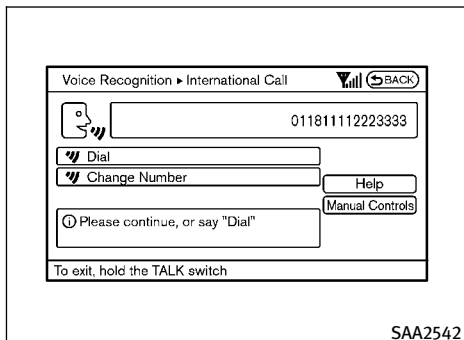 Voice Recognition ▸ International Call BACK
011811112223333
Dial
Change Number
Help
Manual Controls
Please continue, or say "Dial"
To exit, hold the TALK switch
SAA2542